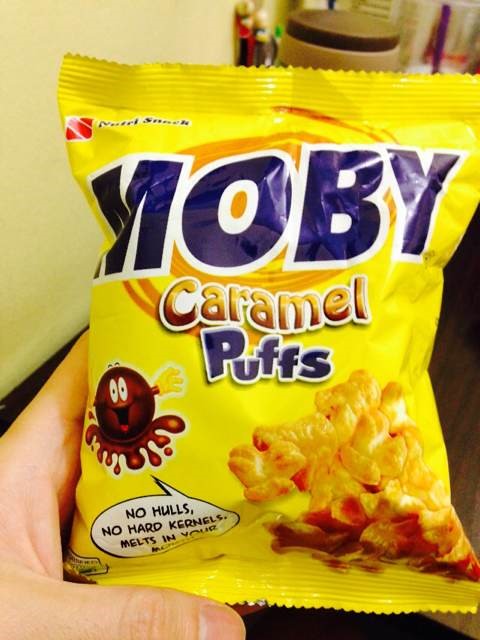 Nutri Snack
MOBY
Caramel
Puffs
NO HULLS,
NO HARD KERNELS,
MELTS IN YOUR